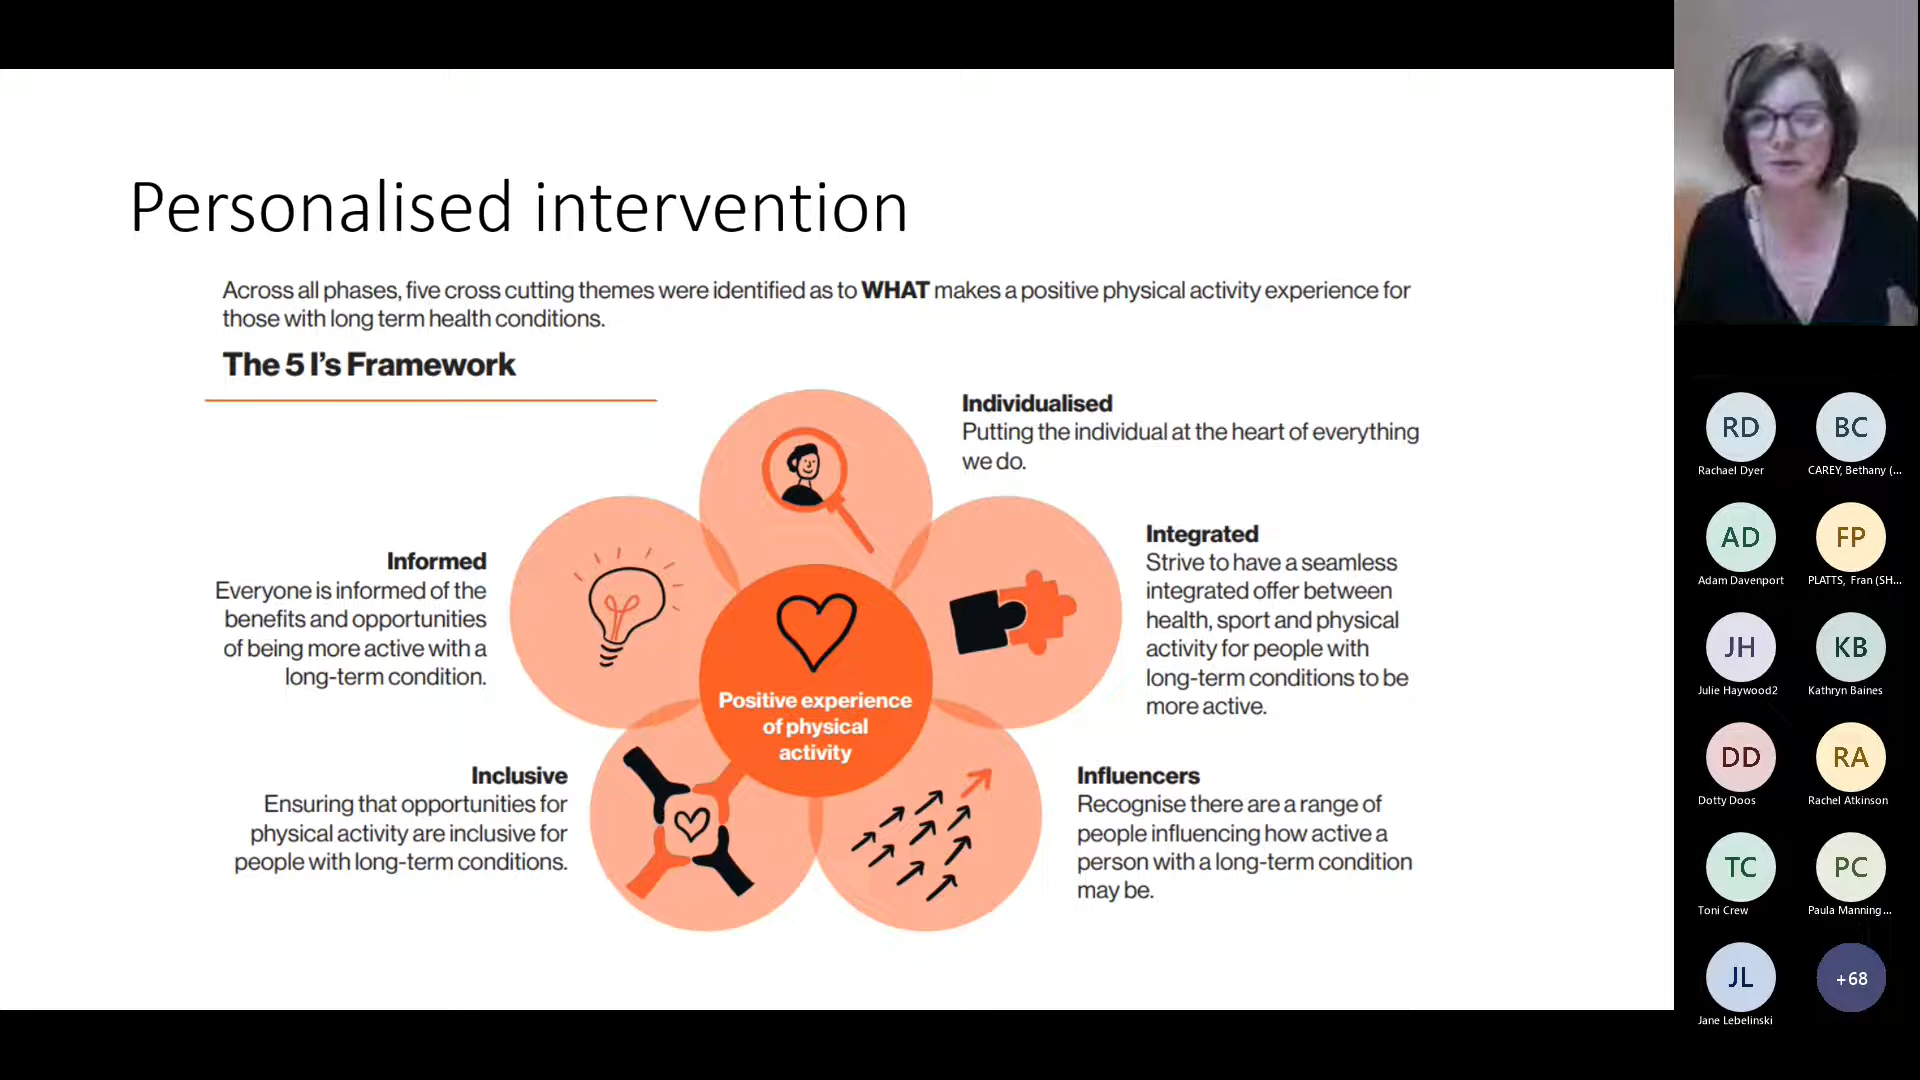 Personalised intervention
Across all phases, five cross cutting themes were identified as to WHAT makes a positive physical activity experience for
those with long term health conditions.
The 5 I's Framework
Individualised
Putting the individual at the heart of everything
we do.
Integrated
Strive to have a seamless
integrated offer between
health, sport and physical
activity for people with
long-term conditions to be
more active.
Influencers
Recognise there are a range of
people influencing how active a
person with a long-term condition
may be.
Inclusive
Ensuring that opportunities for
physical activity are inclusive for
people with long-term conditions.
Informed
Everyone is informed of the
benefits and opportunities
of being more active with a
long-term condition.
Positive experience
of physical
activity
RD
Rachael Dyer
BC
CAREY, Bethany (...
AD
Adam Davenport
FP
PLATTS, Fran (SH...
JH
Julie Haywood2
KB
Kathryn Baines
DD
Dotty Doos
RA
Rachel Atkinson
TC
Toni Crew
PC
Paula Manning...
JL
Jane Lebelinski
+68